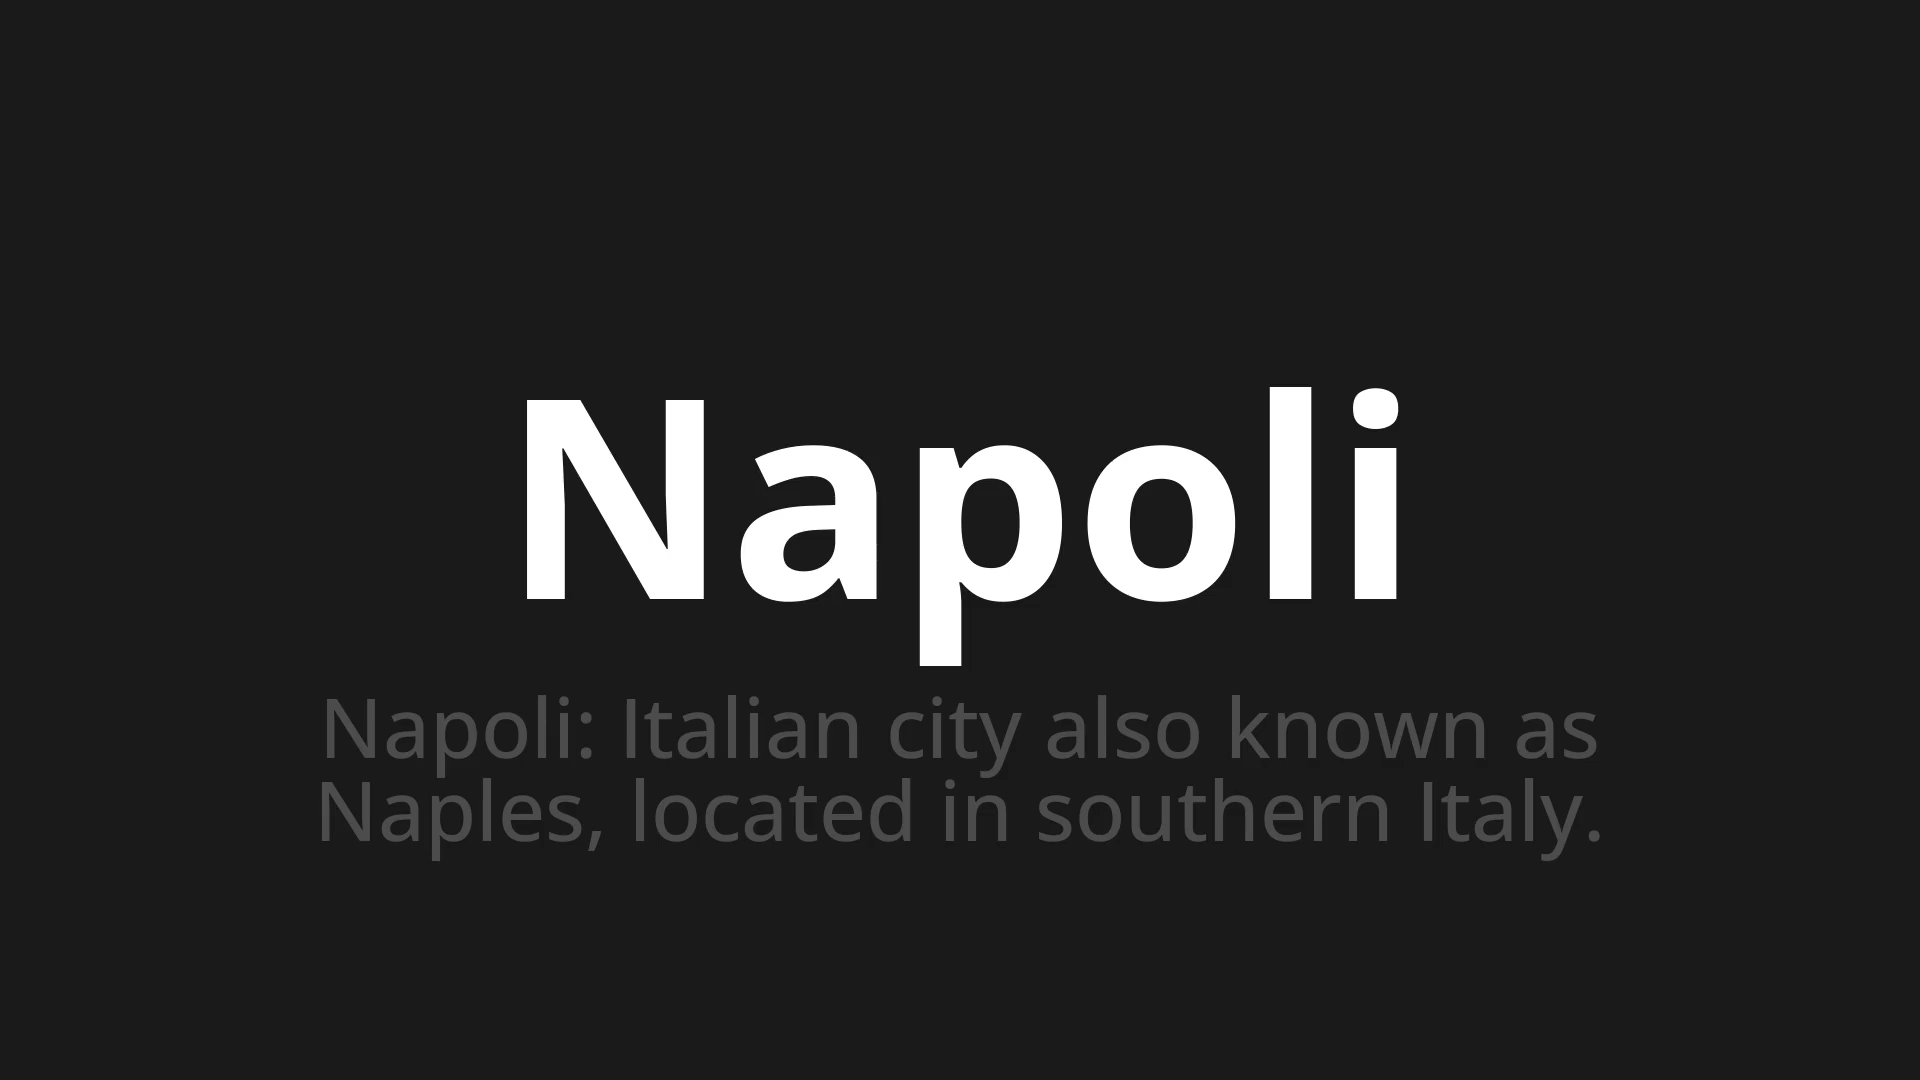 Napoli
Napoli: Italian city also known as
Naples, located in southern Italy.